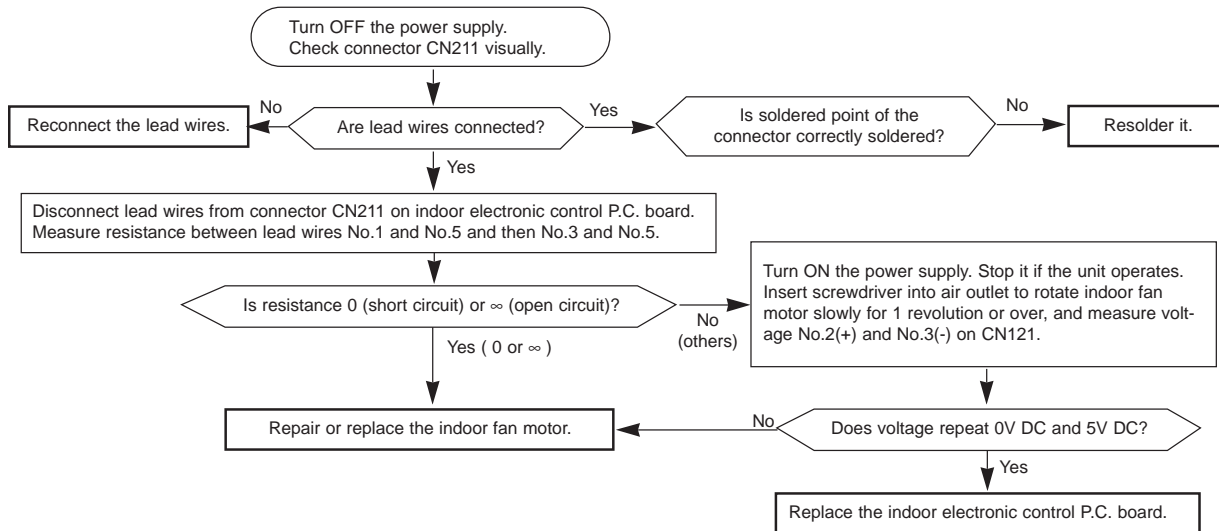 Turn OFF the power supply.
Check connector CN211 visually.
No
Yes
No
Reconnect the lead wires.
Are lead wires connected?
Is soldered point of the
connector correctly soldered?
Resolder it.
Yes
Disconnect lead wires from connector CN211 on indoor electronic control P.C. board.
Measure resistance between lead wires No.1 and No.5 and then No.3 and No.5.
Is resistance 0 (short circuit) or ∞ (open circuit)?
No
(others)
Turn ON the power supply. Stop it if the unit operates.
Insert screwdriver into air outlet to rotate indoor fan
motor slowly for 1 revolution or over, and measure volt-
age No.2(+) and No.3(-) on CN121.
Yes ( 0 or ∞ )
Repair or replace the indoor fan motor.
No
Does voltage repeat 0V DC and 5V DC?
Yes
Replace the indoor electronic control P.C. board.